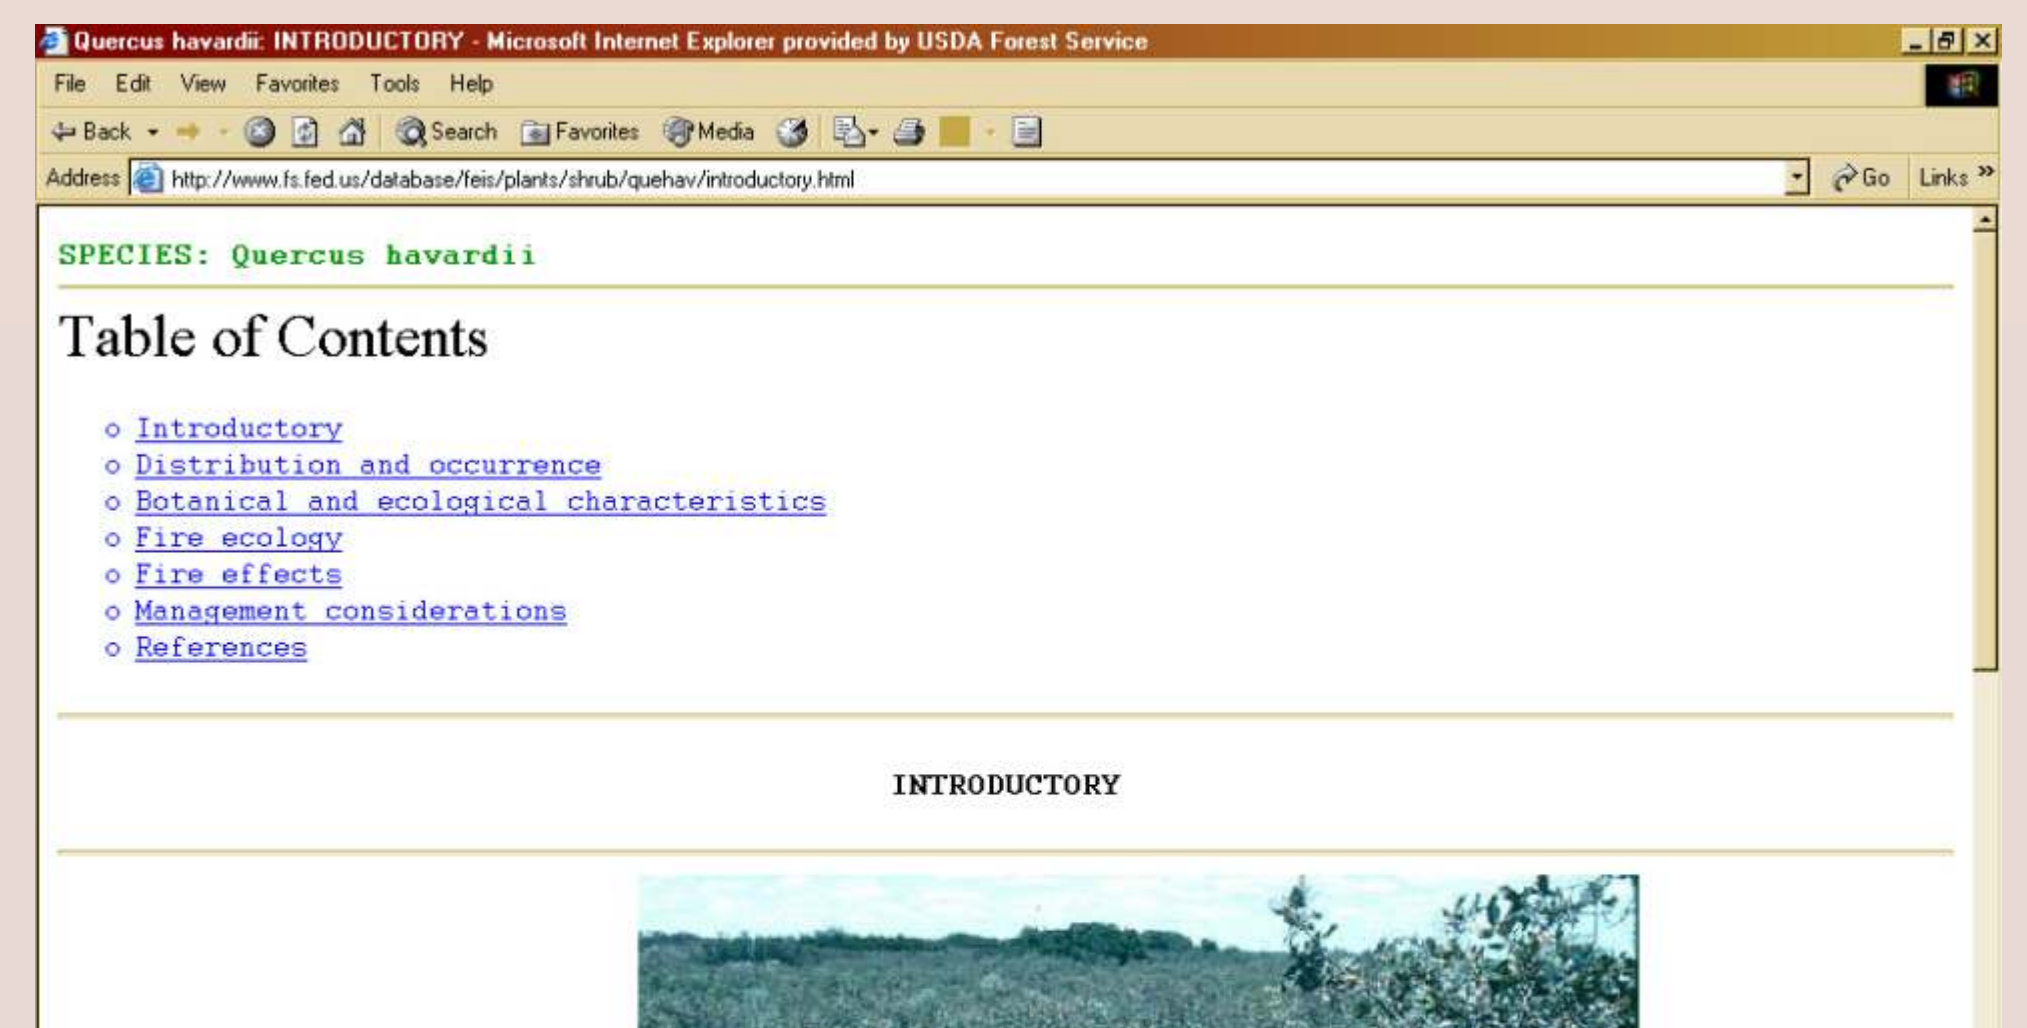 Quercus havardii: INTRODUCTORY - Microsoft Internet Explorer provided by USDA Forest Service
File Edit View Favorites Tools Help
Back Search Favorites Media
Address http://www.fs.fed.us/database/feis/plants/shrub/quehav/introductory.html Go Links »
SPECIES: Quercus havardii
Table of Contents
o Introductory
o Distribution and occurrence
o Botanical and ecological characteristics
o Fire ecology
o Fire effects
o Management considerations
o References
INTRODUCTORY